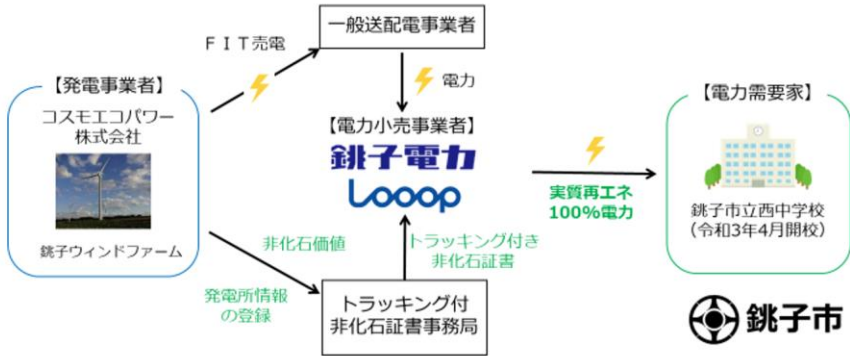 一般送配電事業者
ＦＩＴ売電
電力
【発電事業者】
コスモエコパワー
株式会社
銚子ウィンドファーム
【電力小売事業者】
銚子電力
Looop
実質再エネ
100%電力
【電力需要家】
銚子市立西中学校
(令和3年4月開校)
非化石価値
トラッキング付き
非化石証書
発電所情報
の登録
トラッキング付
非化石証書事務局
銚子市